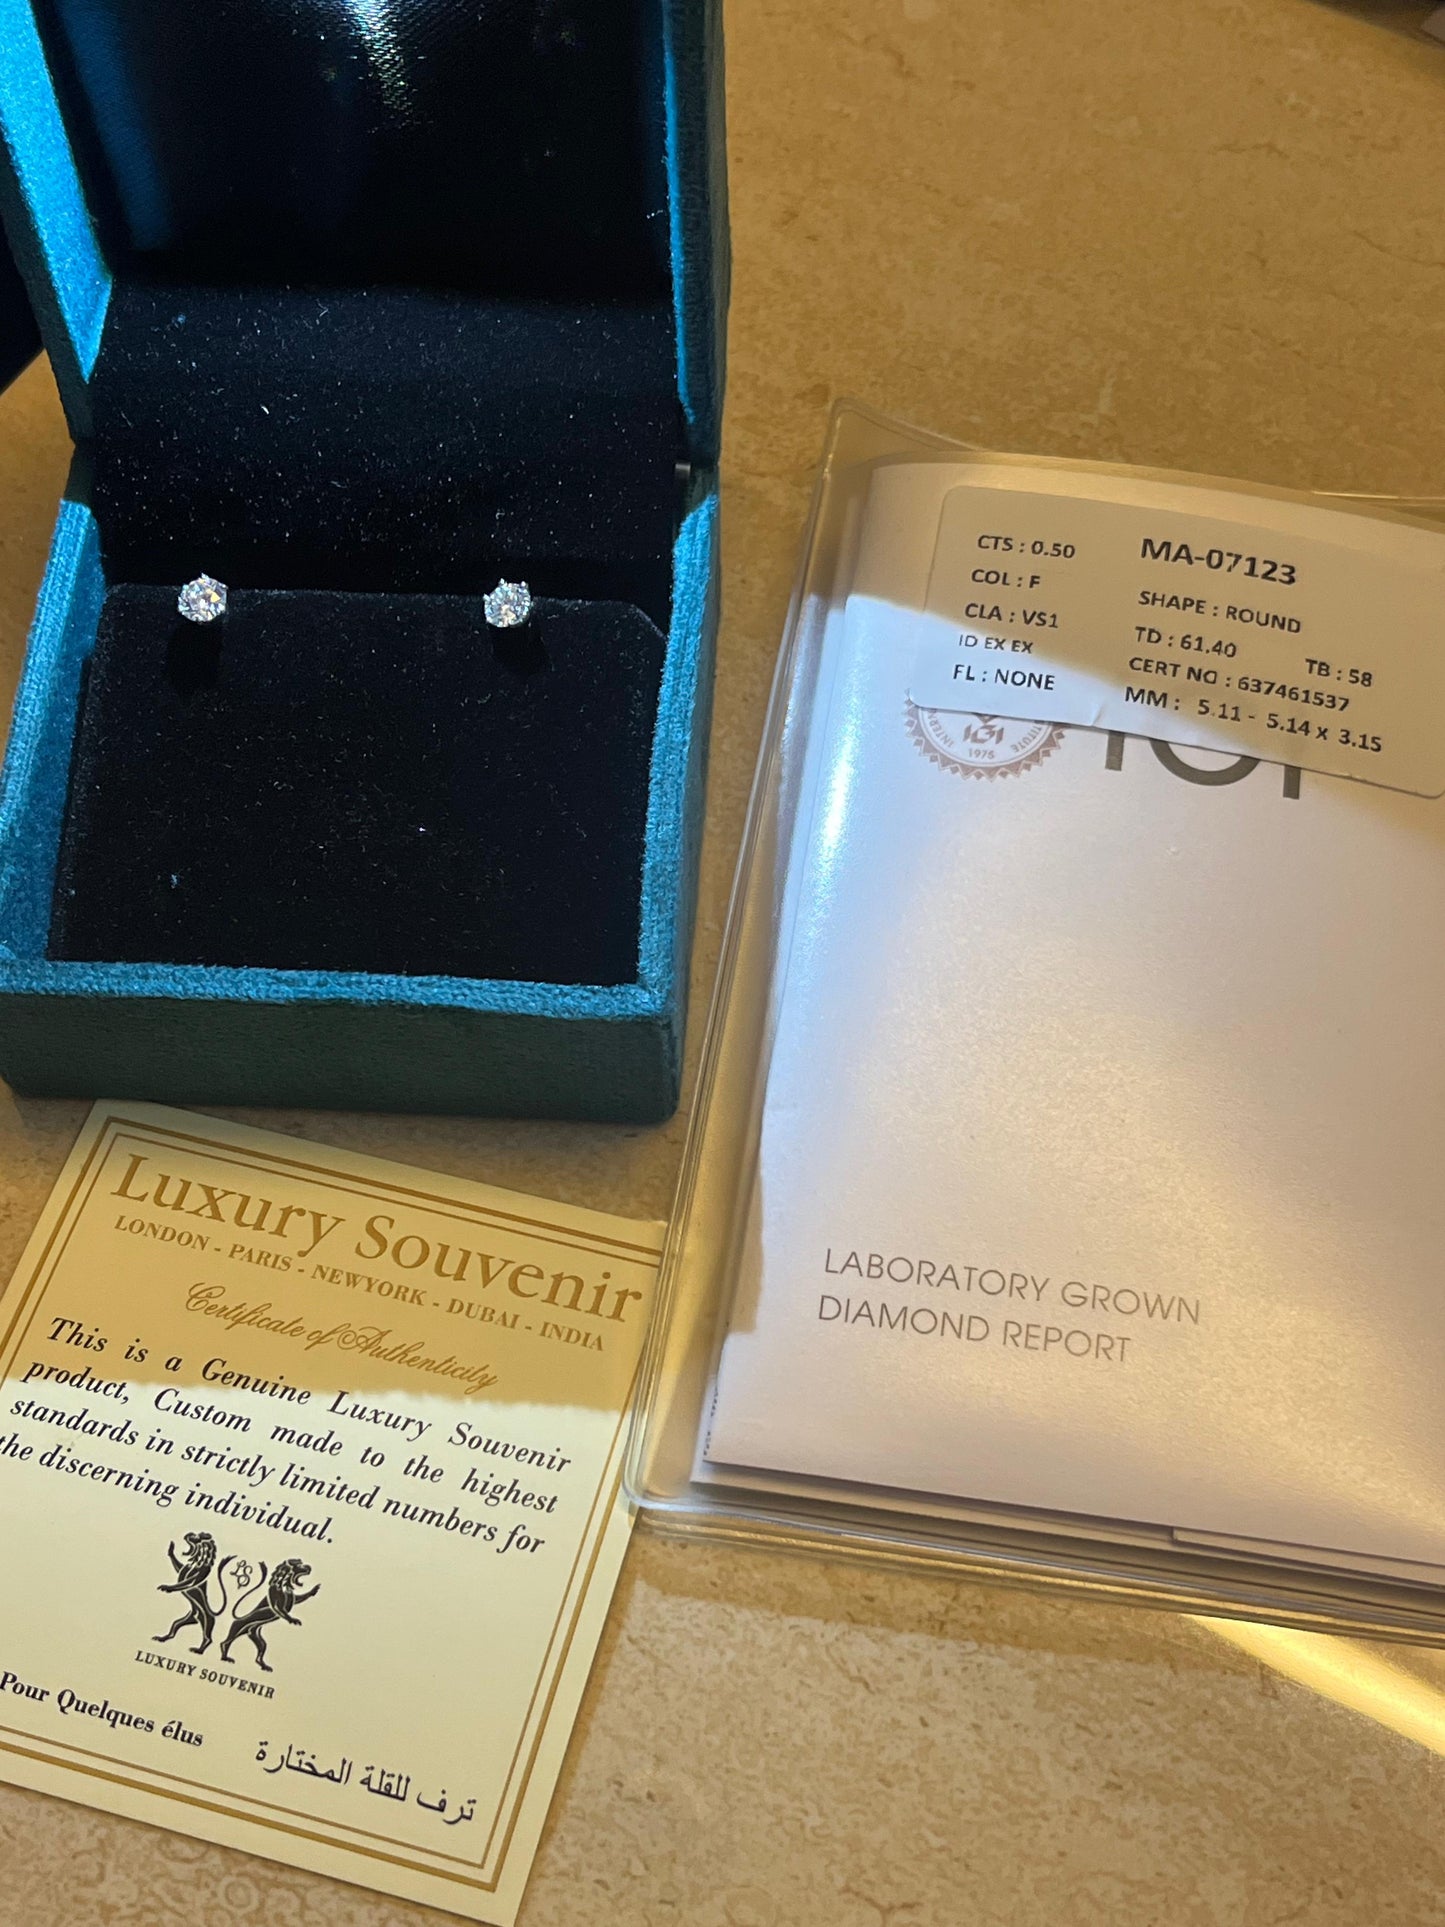 CTS : 0.50
MA-07123
COL : F
SHAPE : ROUND
CLA : VS1
TD : 61.40
TB : 58
ID EX EX
CERT NO : 637461537
FL : NONE
MM : 5.11 - 5.14 x 3.15
IGI
1975
LABORATORY GROWN
DIAMOND REPORT
Luxury Souvenir
LONDON - PARIS - NEWYORK - DUBAI - INDIA
Certificate of Authenticity
This is a Genuine Luxury Souvenir
product, Custom made to the highest
standards in strictly limited numbers for
the discerning individual.
LS
LUXURY SOUVENIR
Pour Quelques élus
ترف للقلة المختارة